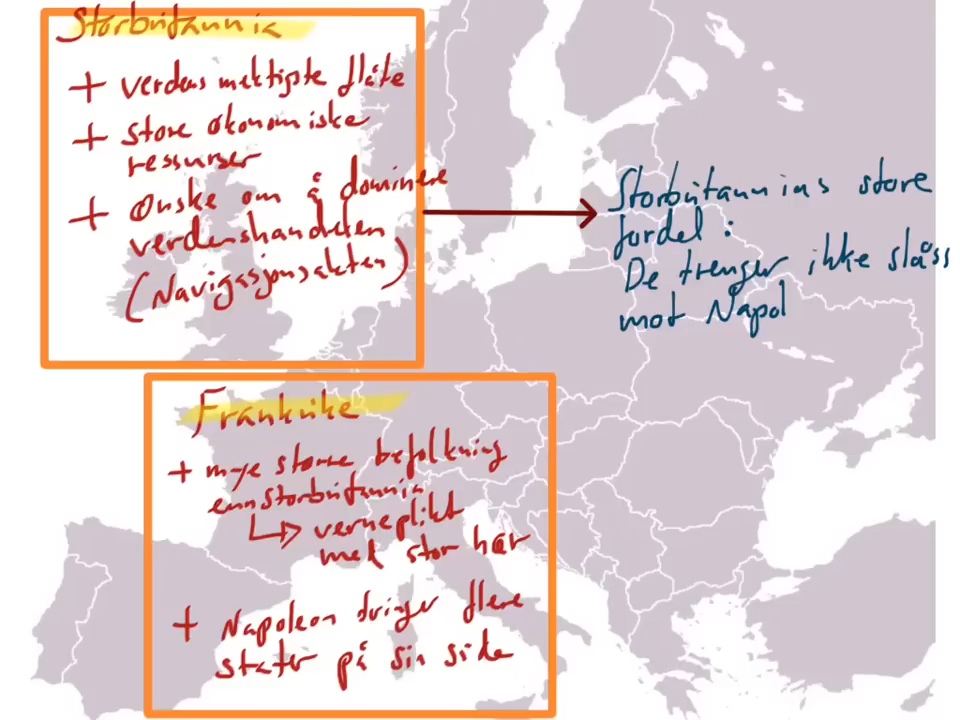 Storbritannia
+ verdens mektigste flåte
+ store økonomiske
ressurser
+ Ønske om å dominere
verdenshandelen
(Navigasjonsakten)
Storbritannias store
fordel :
De trenger ikke slåss
mot Napol
Frankrike
+ mye større befolkning
enn Storbritannia
↳ verneplikt
med stor hær
+ Napoleon tvinger flere
stater på sin side